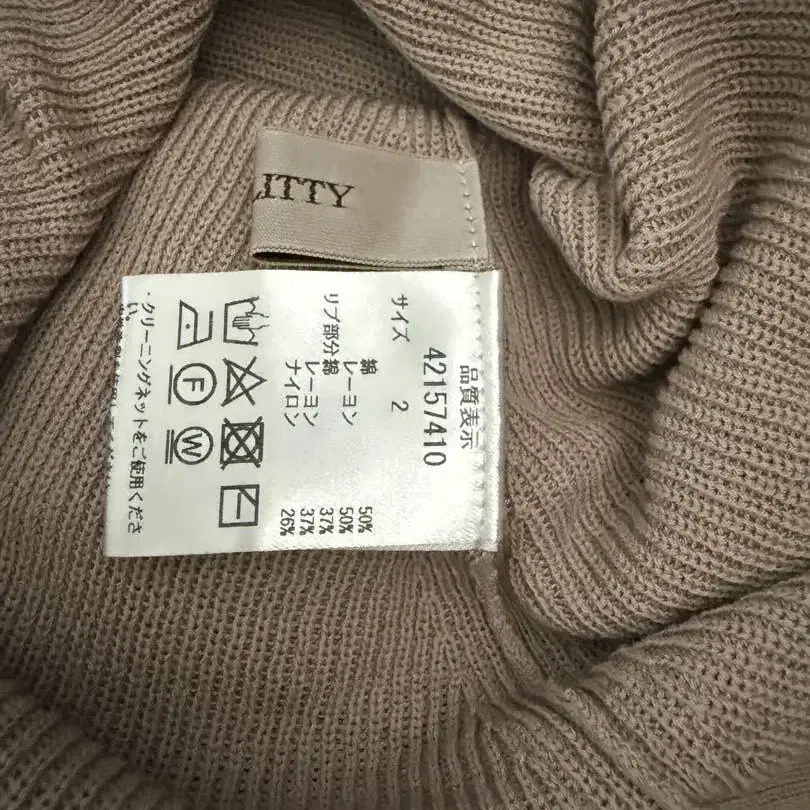 LITTY
品質表示
42157410
サイズ 2
綿 50%
レーヨン 50%
リブ部分綿 37%
レーヨン 37%
ナイロン 26%
F
W
・クリーニングネットをご使用くださ
い。